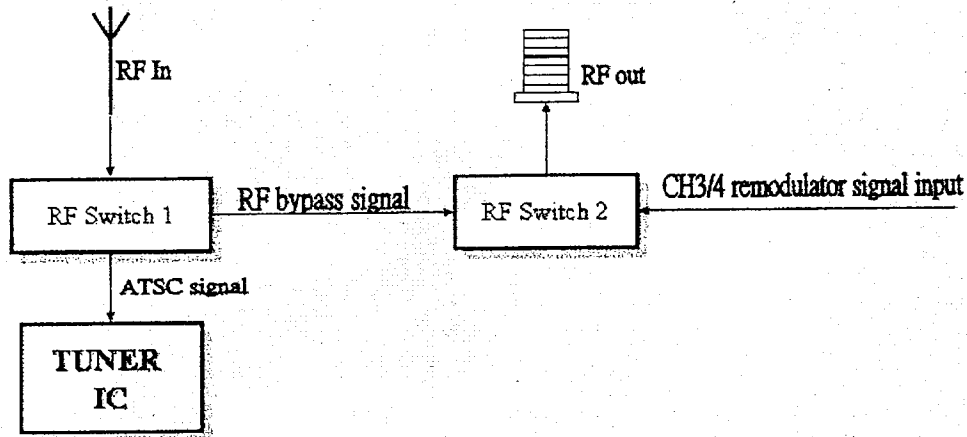 RF In
RF out
RF Switch 1
RF bypass signal
RF Switch 2
CH3/4 remodulator signal input
ATSC signal
TUNER
IC